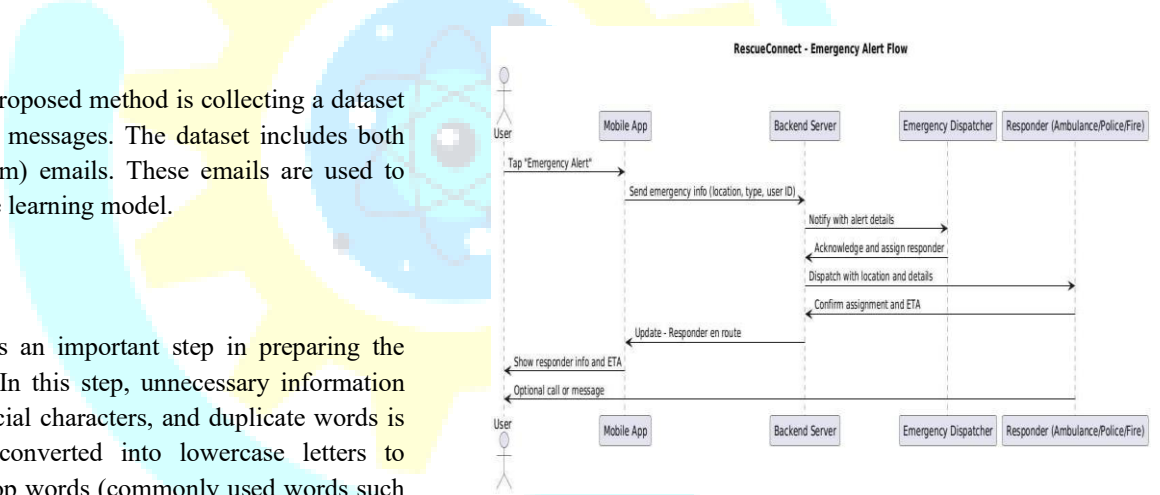 roposed method is collecting a dataset
messages. The dataset includes both
m) emails. These emails are used to
learning model.
s an important step in preparing the
In this step, unnecessary information
cial characters, and duplicate words is
converted into lowercase letters to
op words (commonly used words such
RescueConnect - Emergency Alert Flow
User
Mobile App
Backend Server
Emergency Dispatcher
Responder (Ambulance/Police/Fire)
Tap "Emergency Alert"
Send emergency info (location, type, user ID)
Notify with alert details
Acknowledge and assign responder
Dispatch with location and details
Confirm assignment and ETA
Update - Responder en route
Show responder info and ETA
Optional call or message
User
Mobile App
Backend Server
Emergency Dispatcher
Responder (Ambulance/Police/Fire)